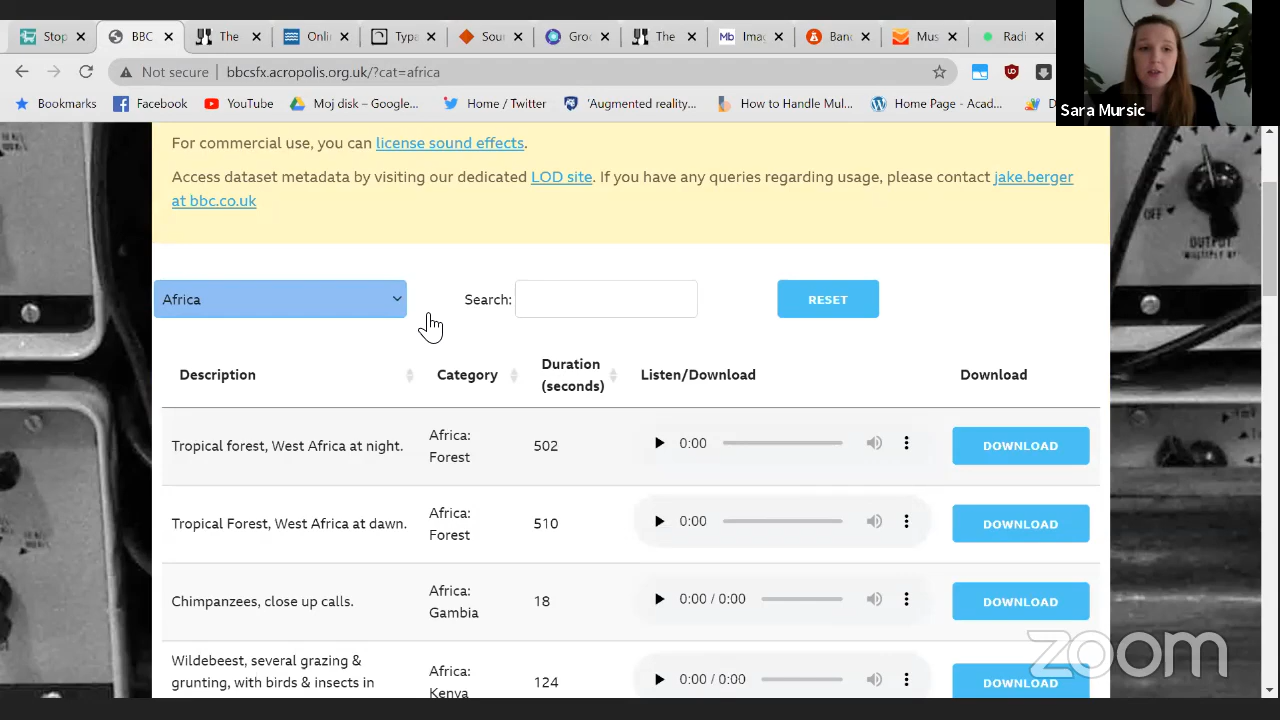 Stop
BBC
The
Onli
Typa
Sou
Groc
The
Imag
Banc
Mus
Radi
Not secure
bbcsfx.acropolis.org.uk/?cat=africa
Bookmarks
Facebook
YouTube
Moj disk – Google...
Home / Twitter
'Augmented reality...
How to Handle Mul...
Home Page - Acad...
D
Sara Mursic
For commercial use, you can license sound effects.
Access dataset metadata by visiting our dedicated LOD site. If you have any queries regarding usage, please contact jake.berger
at bbc.co.uk
Africa
Search:
RESET
Description
Category
Duration
(seconds)
Listen/Download
Download
Tropical forest, West Africa at night.
Africa:
Forest
502
0:00
DOWNLOAD
Tropical Forest, West Africa at dawn.
Africa:
Forest
510
0:00
DOWNLOAD
Chimpanzees, close up calls.
Africa:
Gambia
18
0:00 / 0:00
DOWNLOAD
Wildebeest, several grazing &
grunting, with birds & insects in
Africa:
Kenya
124
0:00 / 0:00
DOWNLOAD
zoom
OFF
OUTPUT